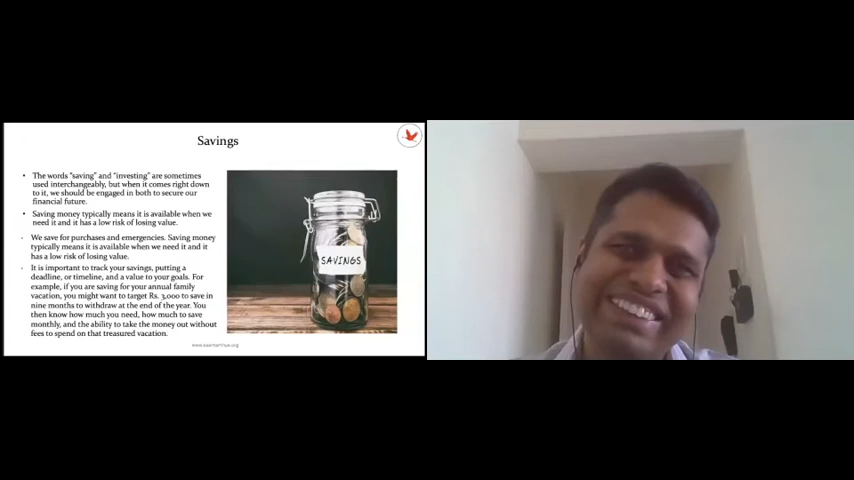 Savings
• The words "saving" and "investing" are sometimes
used interchangeably, but when it comes right down
to it, we should be engaged in both to secure our
financial future.
• Saving money typically means it is available when we
need it and it has a low risk of losing value.
• We save for purchases and emergencies. Saving money
typically means it is available when we need it and it
has a low risk of losing value.
• It is important to track your savings, putting a
deadline, or timeline, and a value to your goals. For
example, if you are saving for your annual family
vacation, you might want to target Rs. 3,000 to save in
nine months to withdraw at the end of the year. You
then know how much you need, how much to save
monthly, and the ability to take the money out without
fees to spend on that treasured vacation.
SAVINGS